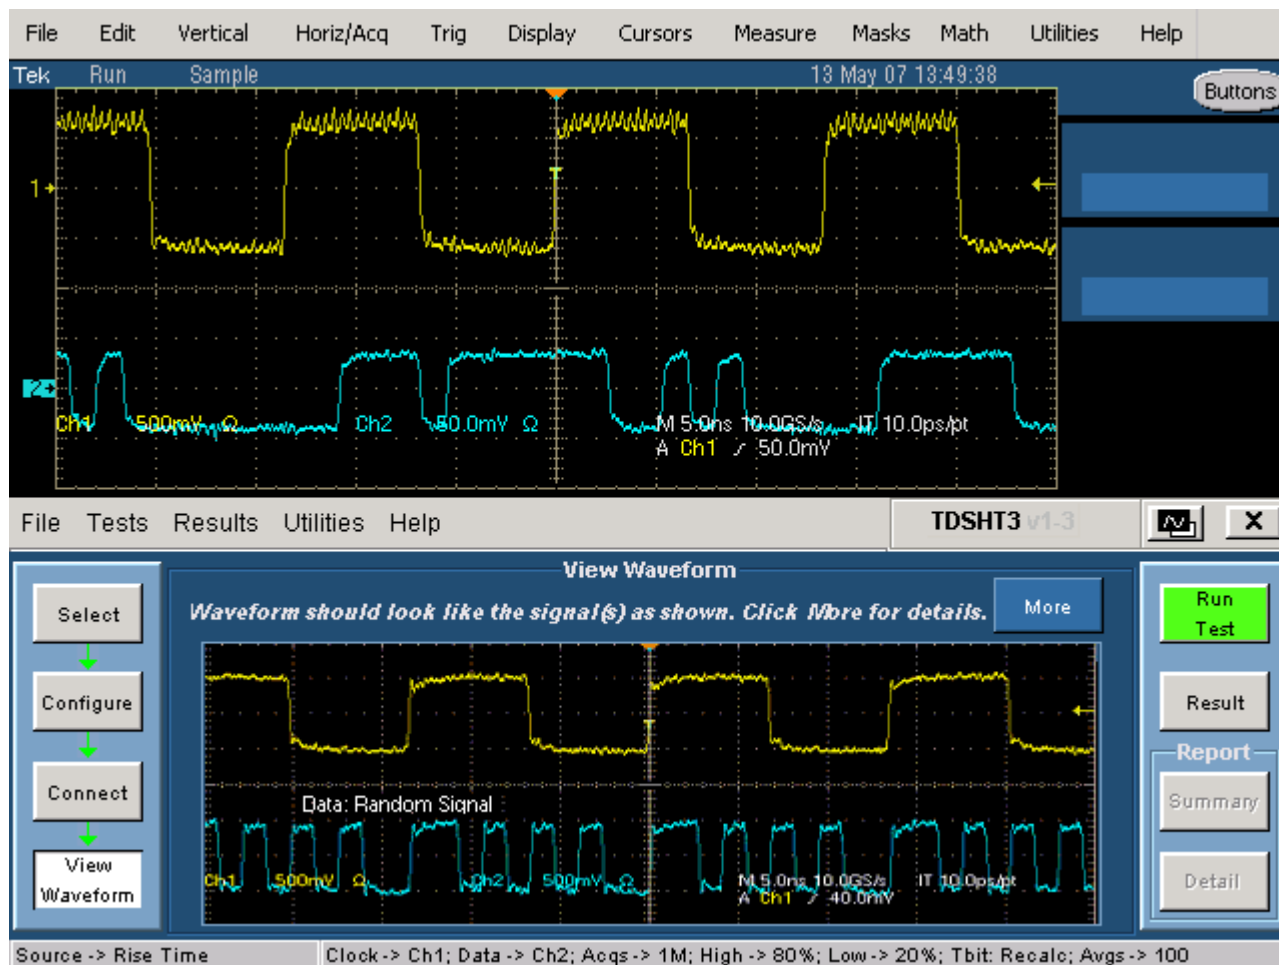 File Edit Vertical Horiz/Acq Trig Display Cursors Measure Masks Math Utilities Help
Tek Run Sample 13 May 07 13:49:38
Buttons
1
2
Ch1 500mV Ω Ch2 50.0mV Ω M 5.0ns 10.0GS/s IT 10.0ps/pt
A Ch1 / 50.0mV
File Tests Results Utilities Help TDSHT3 v1-3 X
View Waveform
Waveform should look like the signal(s) as shown. Click More for details. More
Select
Configure
Connect
View
Waveform
Data: Random Signal
Ch1 500mV Ω Ch2 500mV Ω M 5.0ns 10.0GS/s IT 10.0ps/pt
A Ch1 / 40.0mV
Run
Test
Result
Report
Summary
Detail
Source -> Rise Time Clock -> Ch1; Data -> Ch2; Acqs -> 1M; High -> 80%; Low -> 20%; Tbit: Recalc; Avgs -> 100